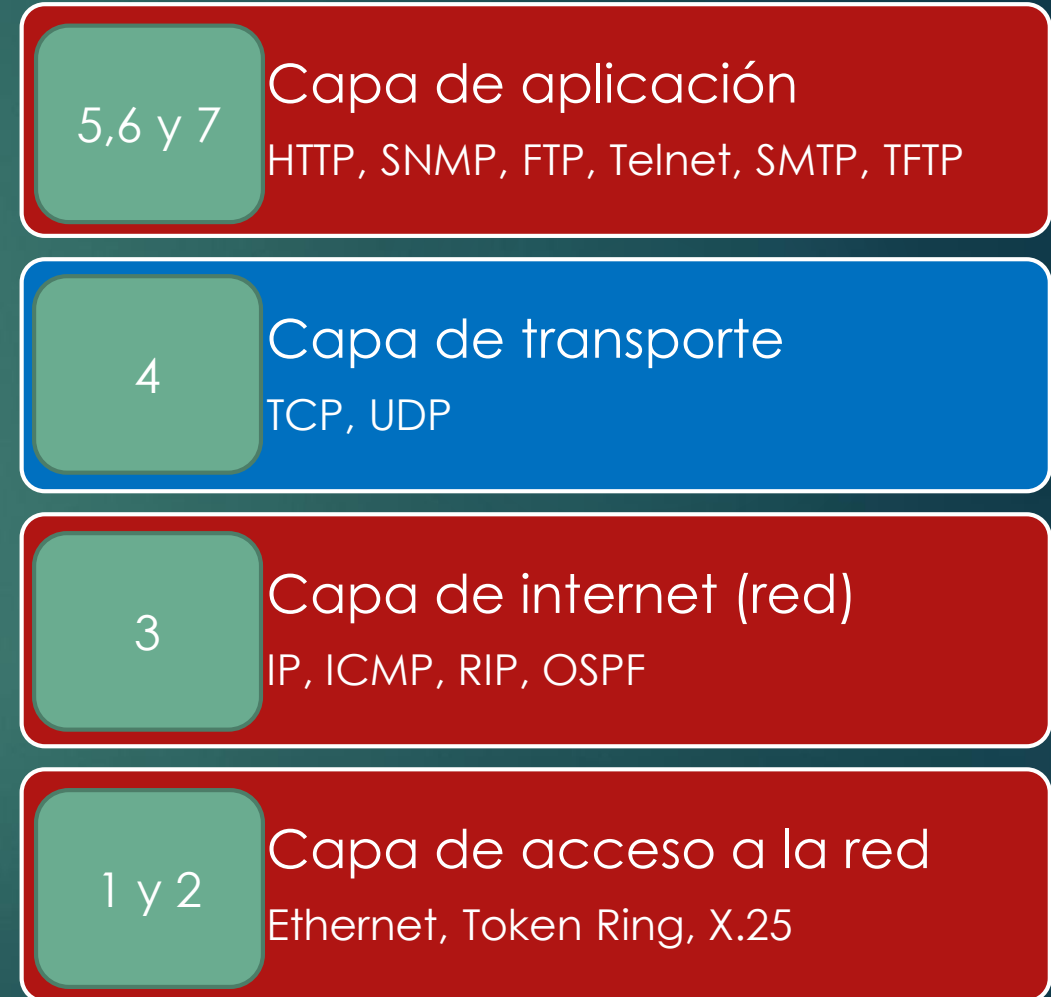 5,6 y 7
Capa de aplicación
HTTP, SNMP, FTP, Telnet, SMTP, TFTP
4
Capa de transporte
TCP, UDP
3
Capa de internet (red)
IP, ICMP, RIP, OSPF
1 y 2
Capa de acceso a la red
Ethernet, Token Ring, X.25